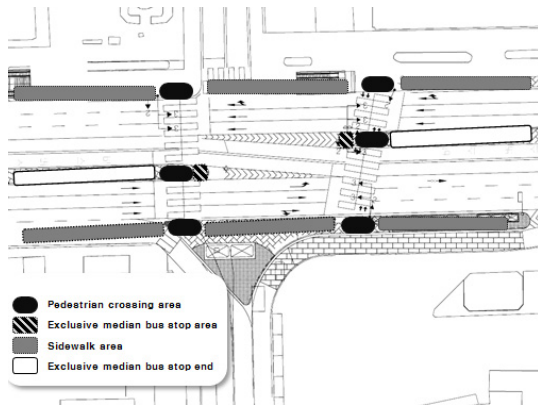 Pedestrian crossing area
Exclusive median bus stop area
Sidewalk area
Exclusive median bus stop end